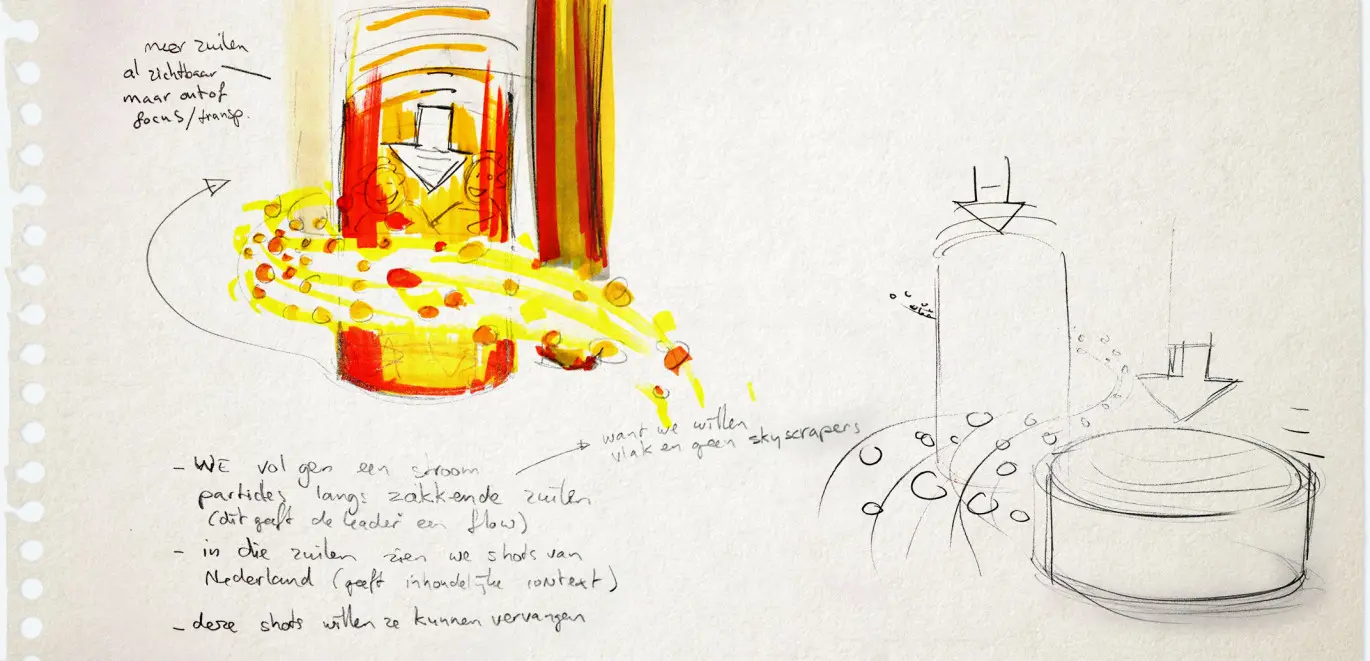 meer zuilen
al zichtbaar
maar out of
focus/transp.
want we willen
vlak en geen skyscrapers
- WE volgen een stroom
particles langs zakkende zuilen
(dit geeft de leader een flow)
- in die zuilen zien we shots van
Nederland (geeft inhoudelijke context)
- deze shots willen ze kunnen vervangen